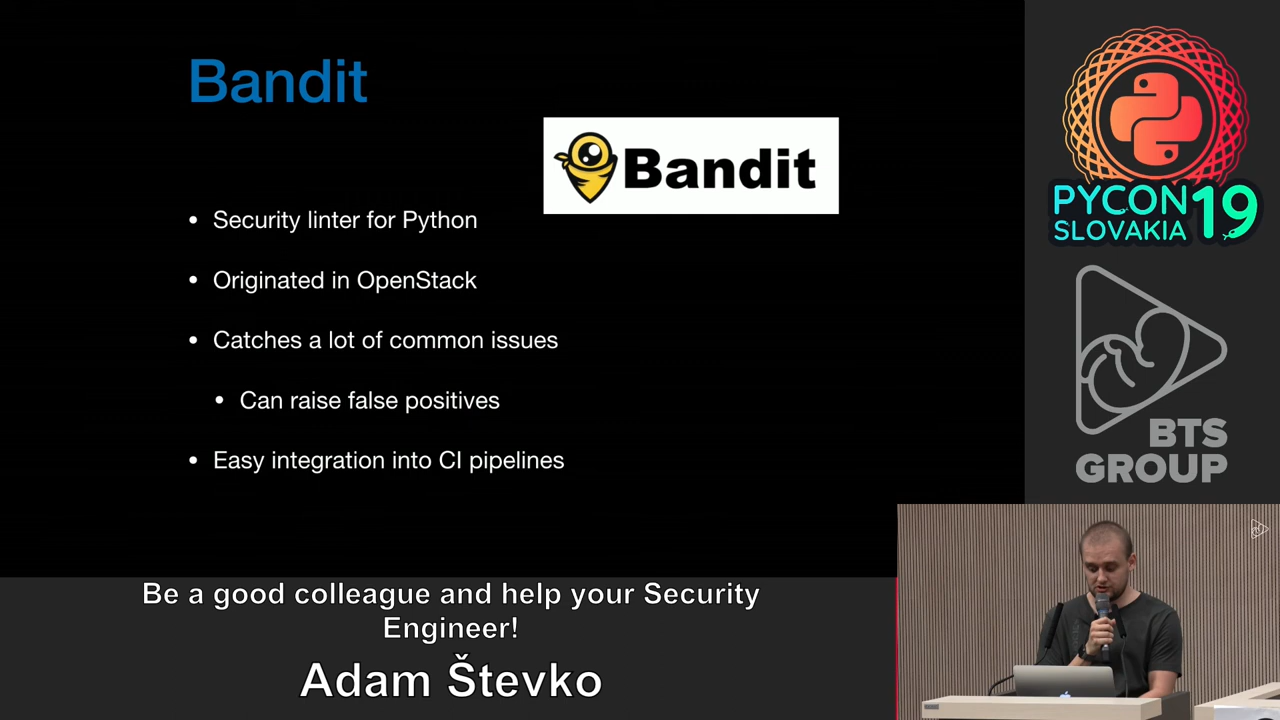 Bandit
Bandit
• Security linter for Python
• Originated in OpenStack
• Catches a lot of common issues
• Can raise false positives
• Easy integration into CI pipelines
PYCON
SLOVAKIA
19
BTS
GROUP
Be a good colleague and help your Security
Engineer!
Adam Števko